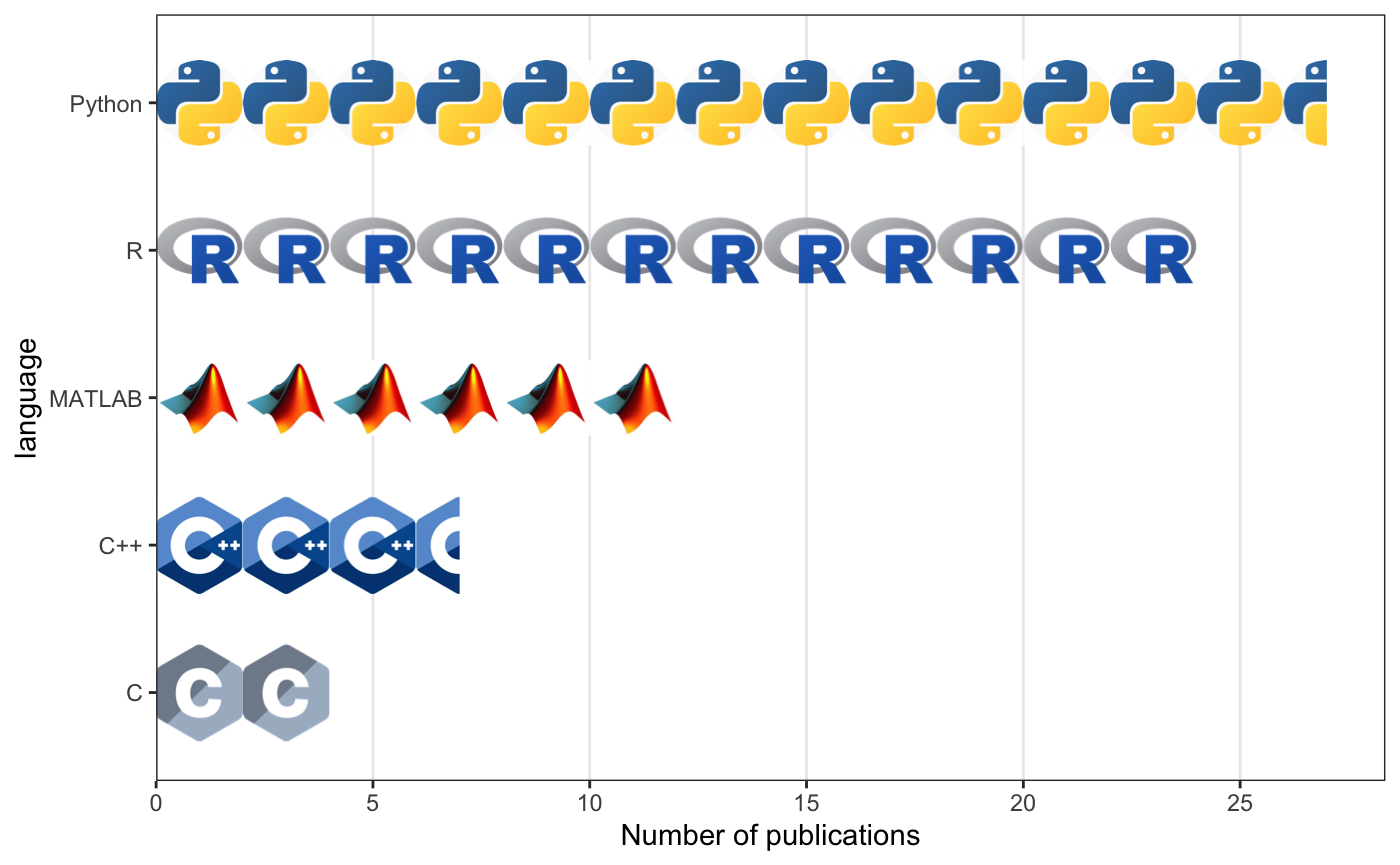 Python
R
R R R R R R R R R R R R
language
MATLAB
C++
C++ C++ C++ C
C
C C
0 5 10 15 20 25
Number of publications